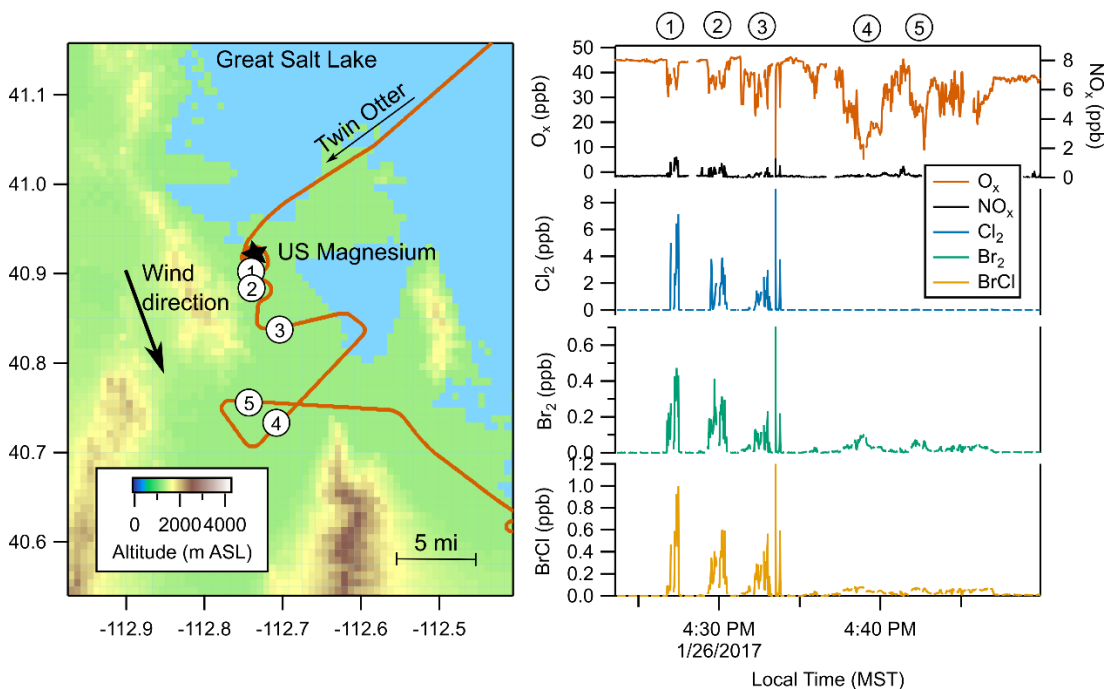 Great Salt Lake
Twin Otter
US Magnesium
Wind
direction
1
2
3
5
4
41.1
41.0
40.9
40.8
40.7
40.6
0 2000 4000
Altitude (m ASL)
5 mi
-112.9 -112.8 -112.7 -112.6 -112.5
1 2 3 4 5
Ox (ppb)
50
40
30
20
10
0
NOx (ppb)
8
6
4
2
0
Ox
NOx
Cl2
Br2
BrCl
Cl2 (ppb)
8
6
4
2
0
Br2 (ppb)
0.6
0.4
0.2
0.0
BrCl (ppb)
1.2
1.0
0.8
0.6
0.4
0.2
0.0
4:30 PM 4:40 PM
1/26/2017
Local Time (MST)